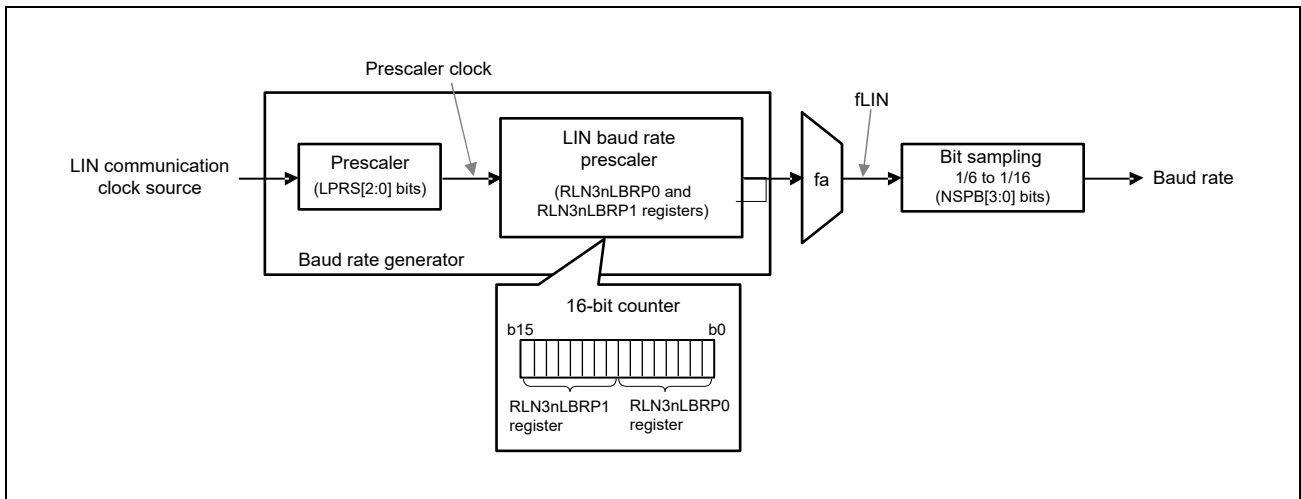 Prescaler clock
fLIN
LIN communication
clock source
Prescaler
(LPRS[2:0] bits)
LIN baud rate
prescaler
(RLN3nLBRP0 and
RLN3nLBRP1 registers)
fa
Bit sampling
1/6 to 1/16
(NSPB[3:0] bits)
Baud rate
Baud rate generator
16-bit counter
b15
b0
RLN3nLBRP1
register
RLN3nLBRP0
register